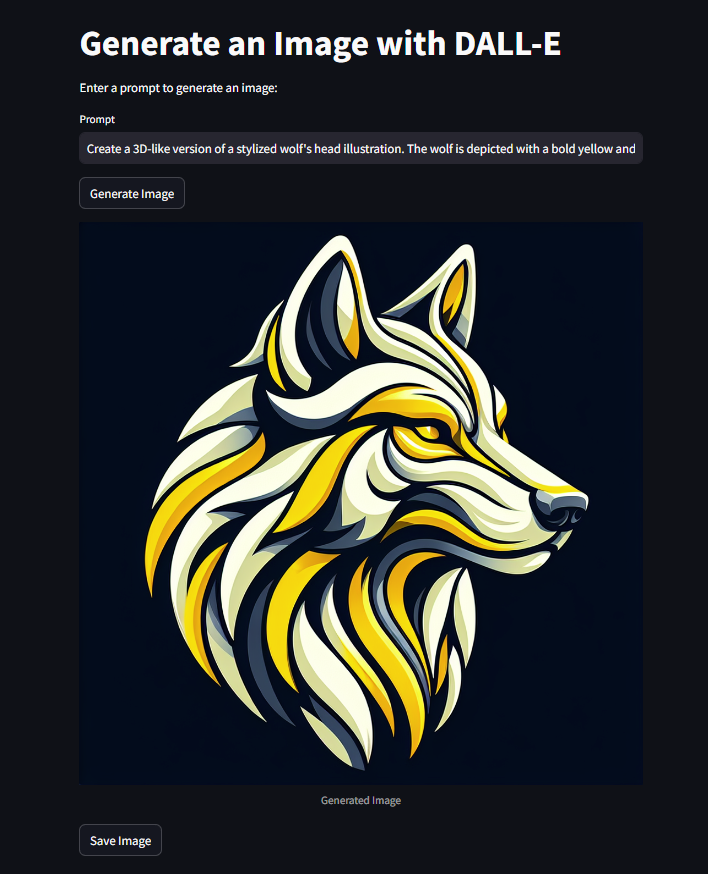 Generate an Image with DALL-E
Enter a prompt to generate an image:
Prompt
Create a 3D-like version of a stylized wolf's head illustration. The wolf is depicted with a bold yellow and
Generate Image
Generated Image
Save Image